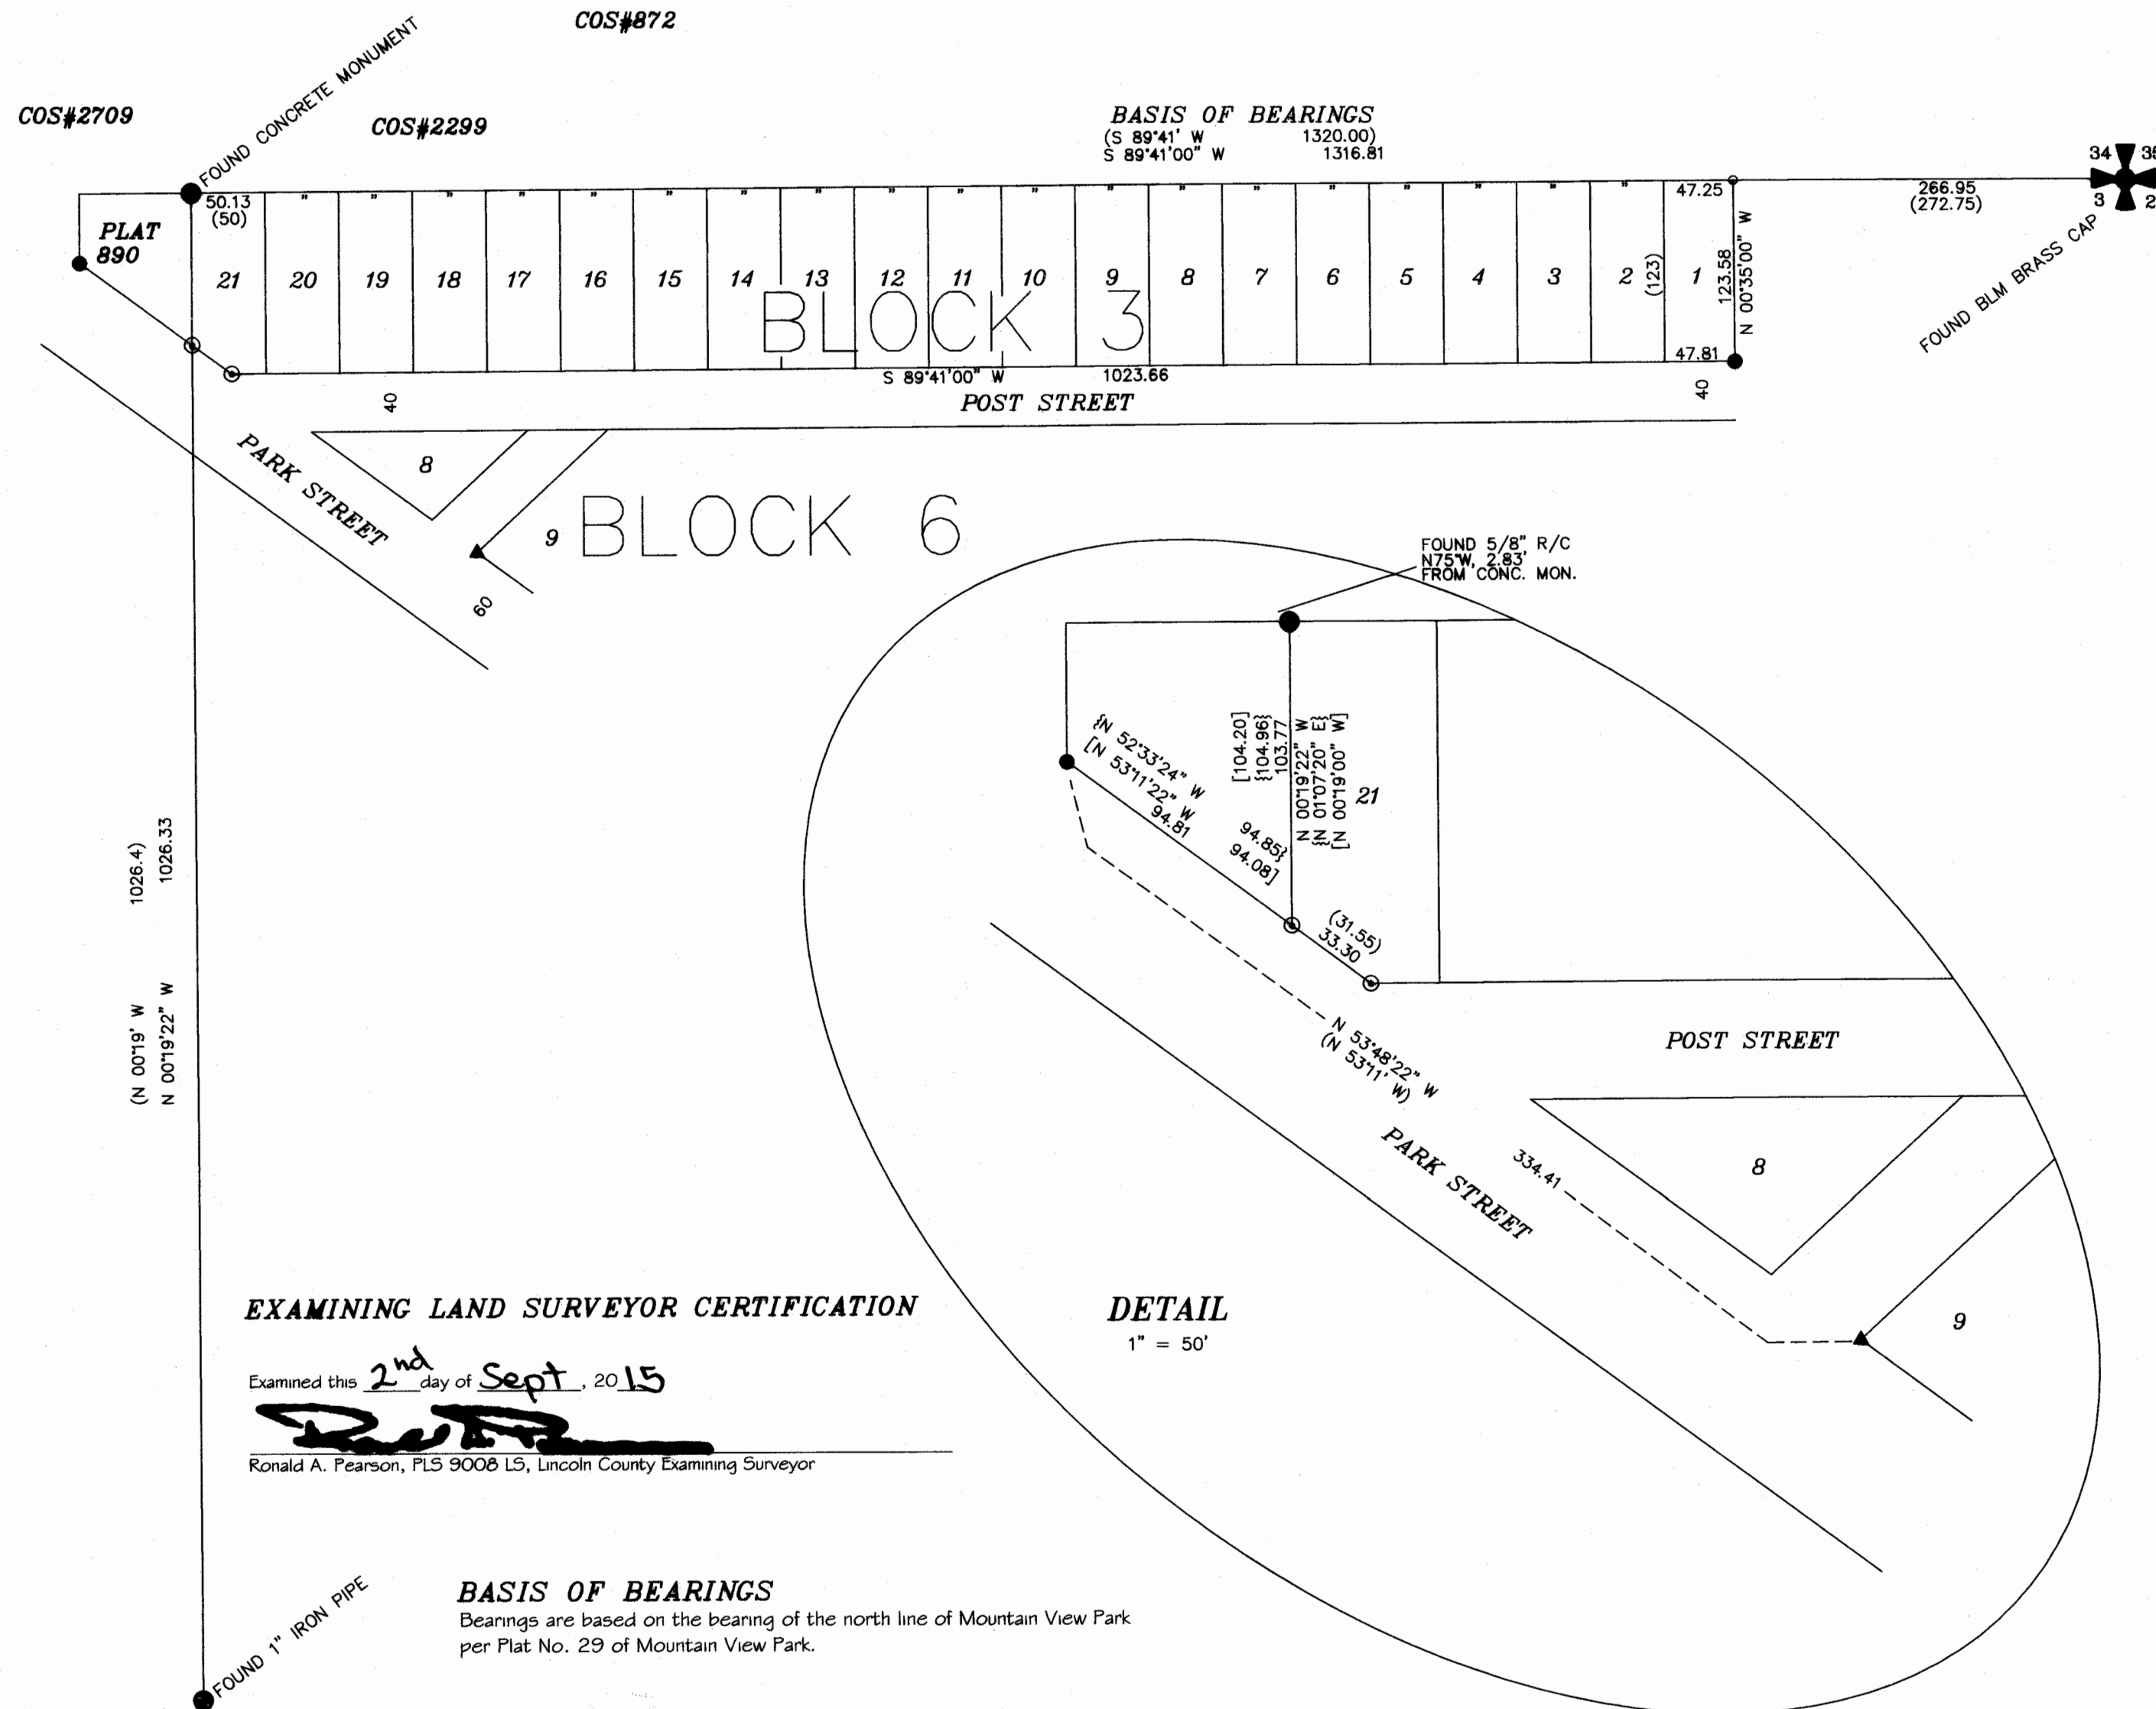 COS#872
COS#2709
COS#2299
FOUND CONCRETE MONUMENT
BASIS OF BEARINGS
(S 89°41' W 1320.00)
S 89°41'00" W 1316.81
34 35
3 2
266.95
(272.75)
FOUND BLM BRASS CAP
PLAT
890
50.13
(50)
" " " " " " " " " " " " " " " " " " "
47.25
21 20 19 18 17 16 15 14 13 12 11 10 9 8 7 6 5 4 3 2 1
(123)
123.58
N 00°35'00" W
47.81
BLOCK 3
S 89°41'00" W 1023.66
40
POST STREET
40
PARK STREET
8
9
BLOCK 6
60
FOUND 5/8" R/C
N75°W, 2.83'
FROM CONC. MON.
{N 52°33'24" W
[N 53°11'22" W
94.81
94.85}
94.08]
[104.20]
{104.96}
103.77
N 00°19'22" W
{N 01°07'20" E}
[N 00°19'00" W]
21
(31.55)
33.30
N 53°48'22" W
(N 53°11' W)
POST STREET
PARK STREET
334.41
8
9
(N 00°19' W 1026.4)
N 00°19'22" W 1026.33
DETAIL
1" = 50'
EXAMINING LAND SURVEYOR CERTIFICATION
Examined this 2nd day of Sept, 2015
Ronald A. Pearson, PLS 9008 LS, Lincoln County Examining Surveyor
BASIS OF BEARINGS
Bearings are based on the bearing of the north line of Mountain View Park
per Plat No. 29 of Mountain View Park.
FOUND 1" IRON PIPE